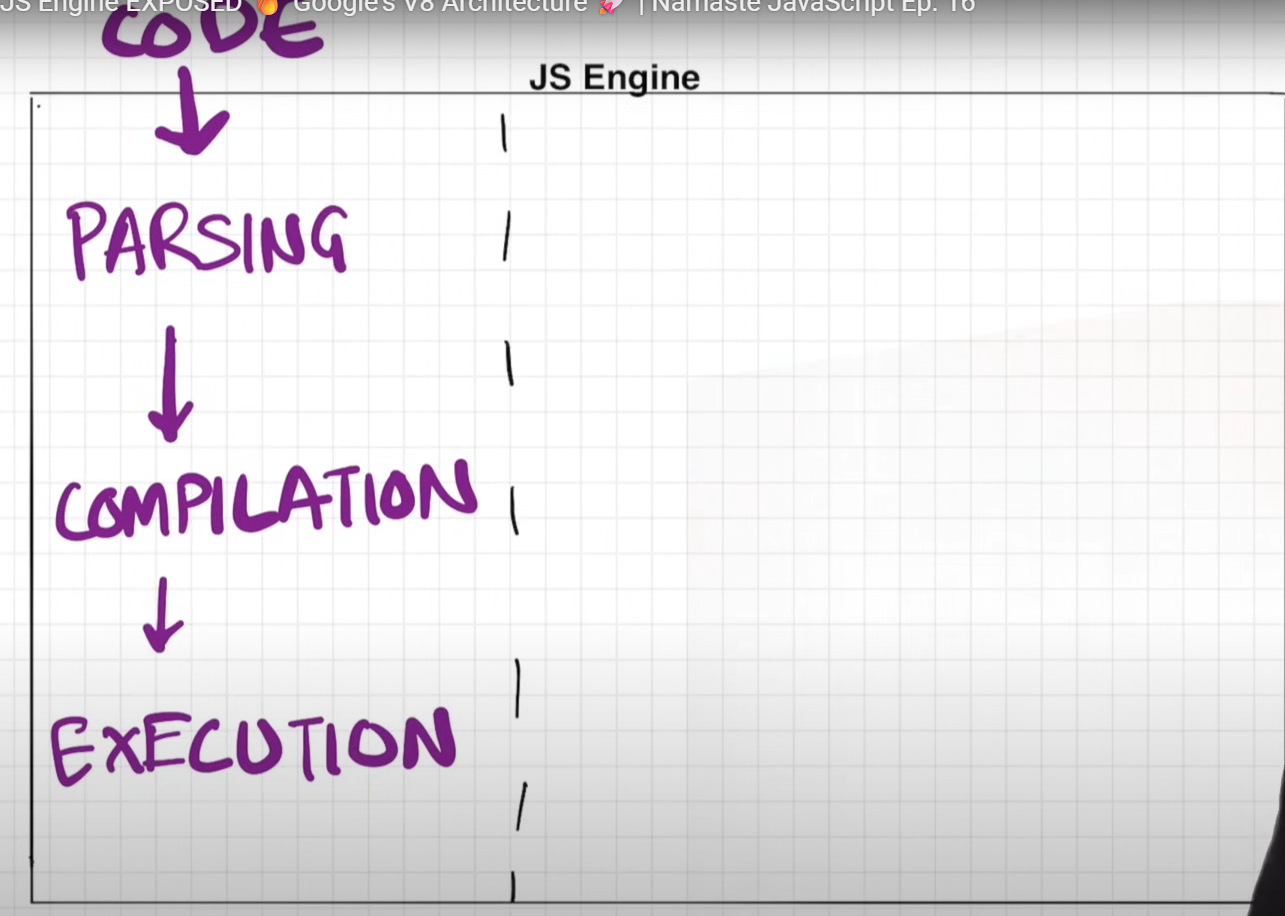 JS Engine EXPOSED 🔥 Google's V8 Architecture 🚀 | Namaste JavaScript Ep. 16
CODE
JS Engine
PARSING
COMPILATION
EXECUTION